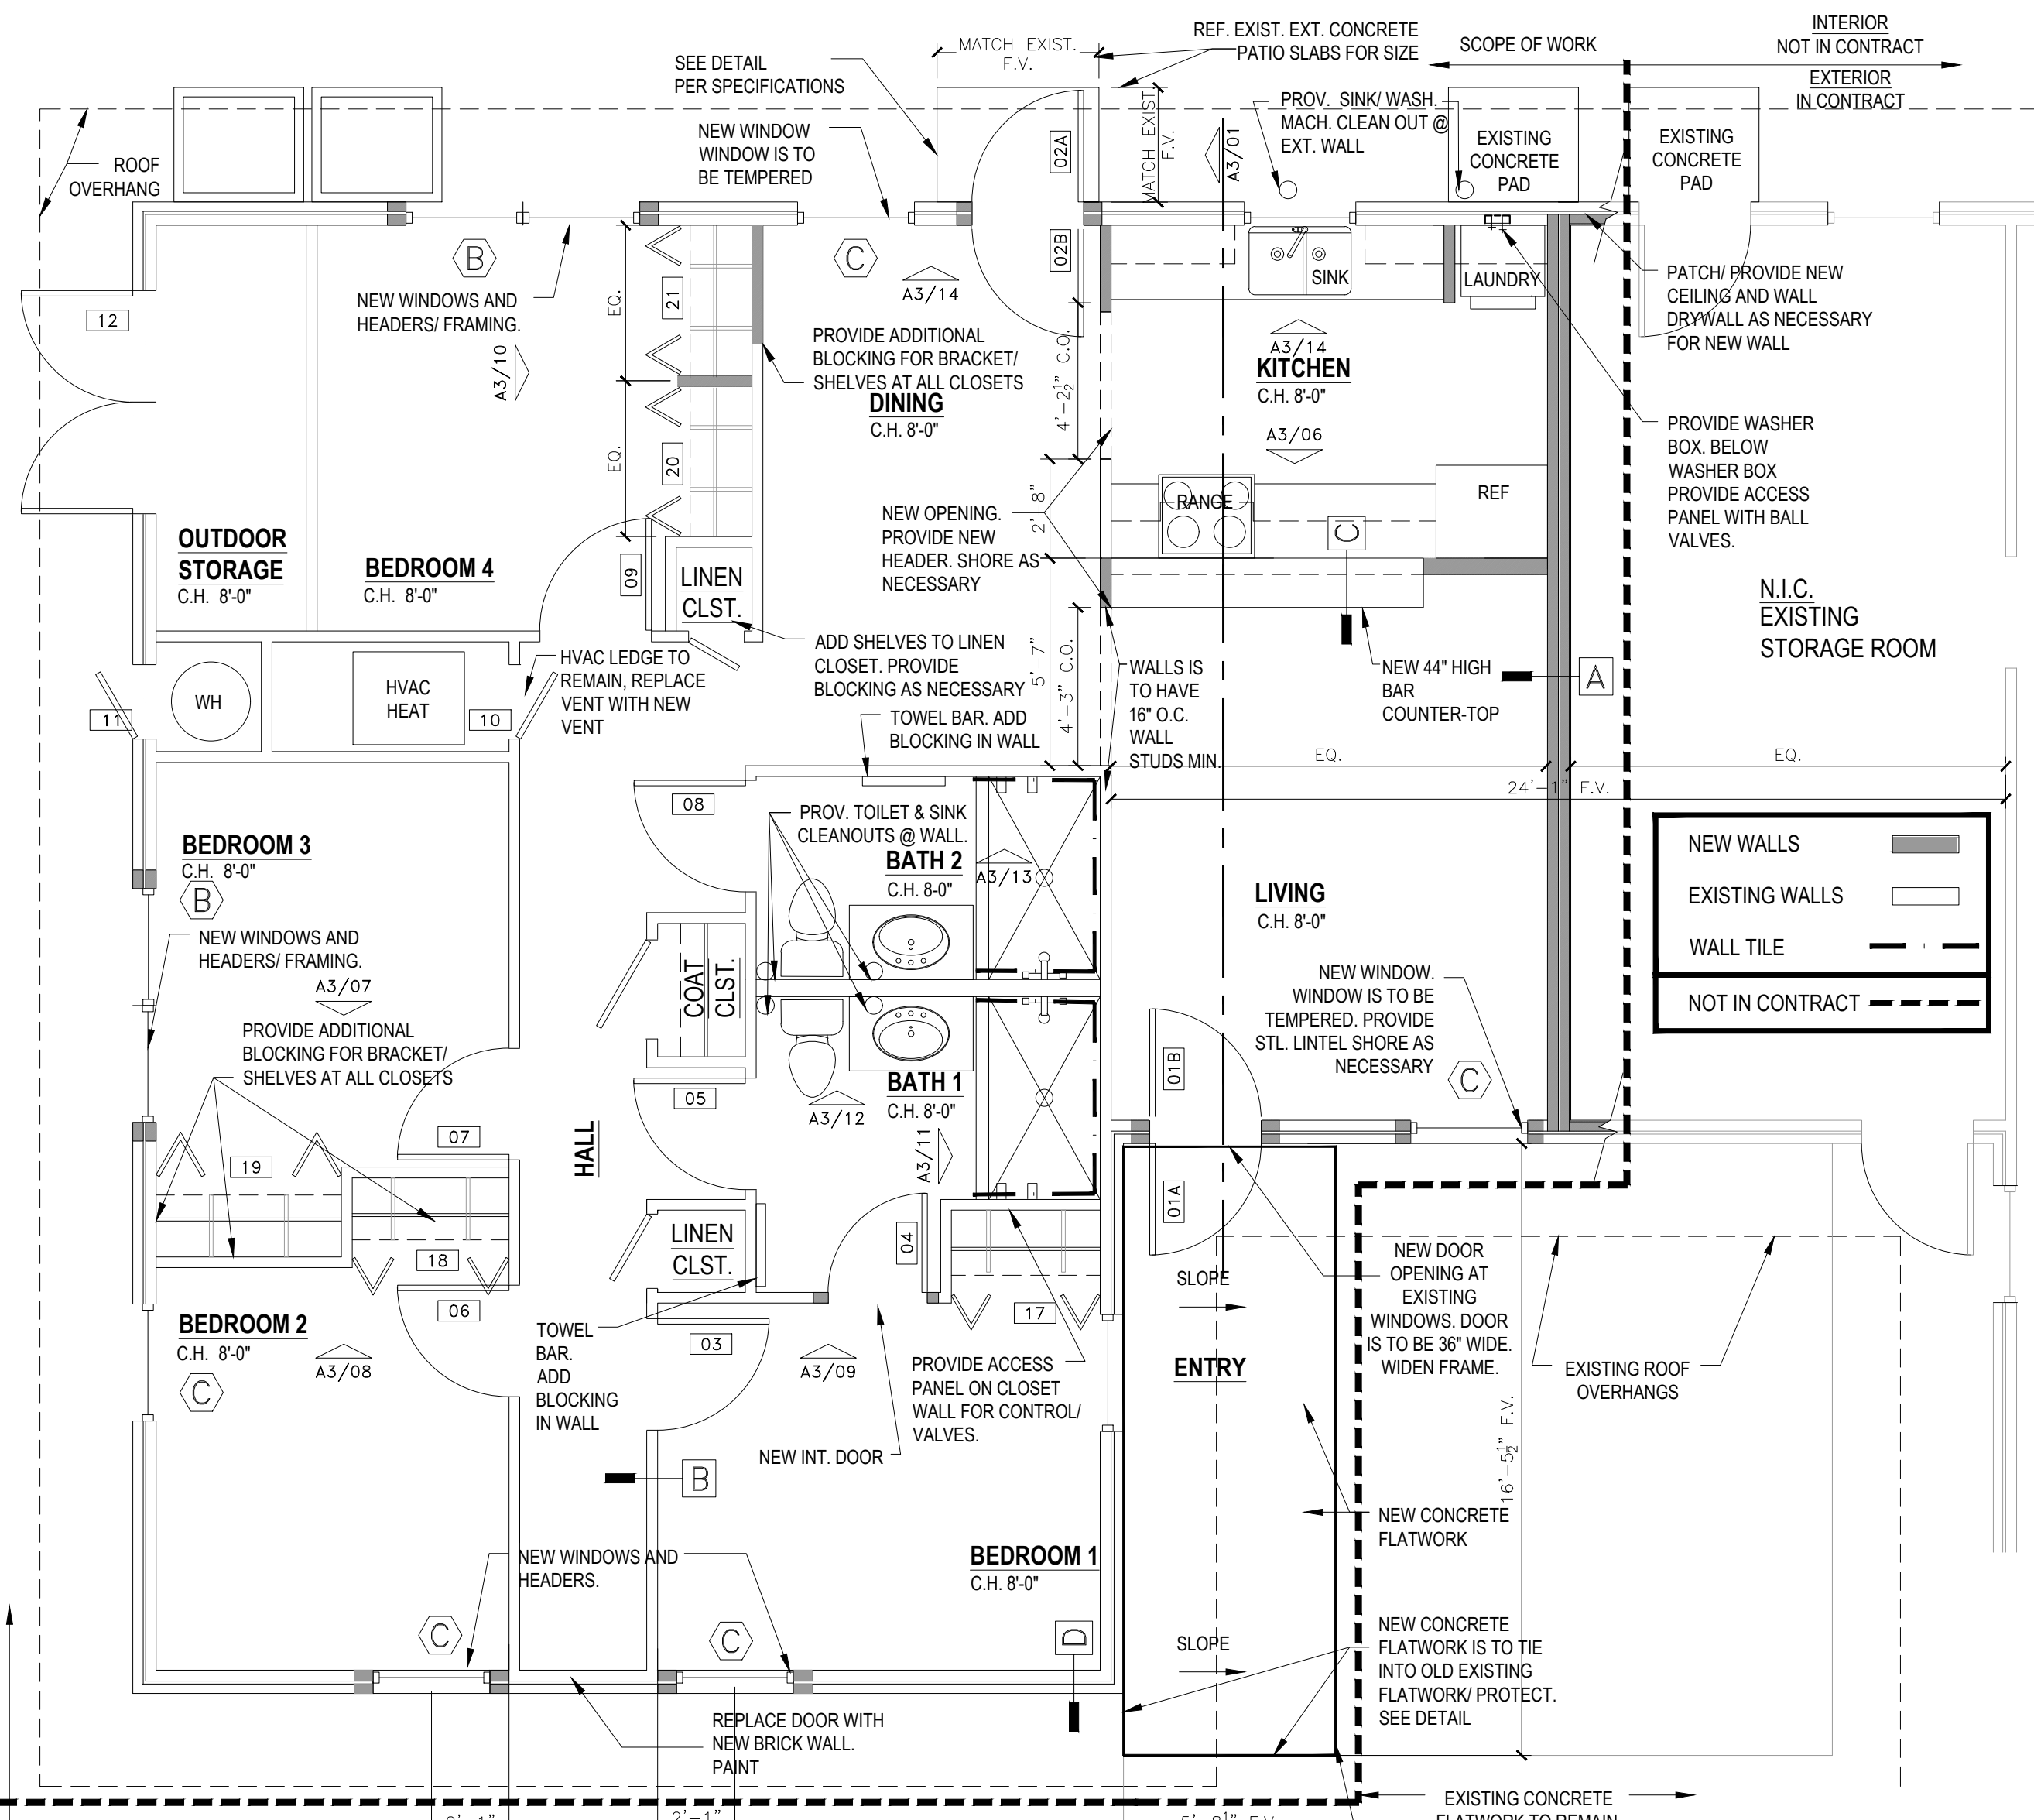 INTERIOR
NOT IN CONTRACT
EXTERIOR
IN CONTRACT
SCOPE OF WORK
REF. EXIST. EXT. CONCRETE
PATIO SLABS FOR SIZE
MATCH EXIST.
F.V.
SEE DETAIL
PER SPECIFICATIONS
MATCH EXIST.
F.V.
PROV. SINK/ WASH.
MACH. CLEAN OUT @
EXT. WALL
EXISTING
CONCRETE
PAD
EXISTING
CONCRETE
PAD
NEW WINDOW
WINDOW IS TO
BE TEMPERED
ROOF
OVERHANG
02A
A3/01
02B
B
C
A3/14
SINK
LAUNDRY
PATCH/ PROVIDE NEW
CEILING AND WALL
DRYWALL AS NECESSARY
FOR NEW WALL
NEW WINDOWS AND
HEADERS/ FRAMING.
12
EQ.
21
A3/10
PROVIDE ADDITIONAL
BLOCKING FOR BRACKET/
SHELVES AT ALL CLOSETS
DINING
C.H. 8'-0"
4'-2½" C.O.
A3/14
KITCHEN
C.H. 8'-0"
A3/06
EQ.
20
PROVIDE WASHER
BOX. BELOW
WASHER BOX
PROVIDE ACCESS
PANEL WITH BALL
VALVES.
NEW OPENING.
PROVIDE NEW
HEADER. SHORE AS
NECESSARY
2'-8"
RANGE
REF
C
OUTDOOR
STORAGE
C.H. 8'-0"
BEDROOM 4
C.H. 8'-0"
09
LINEN
CLST.
N.I.C.
EXISTING
STORAGE ROOM
HVAC LEDGE TO
REMAIN, REPLACE
VENT WITH NEW
VENT
ADD SHELVES TO LINEN
CLOSET. PROVIDE
BLOCKING AS NECESSARY
5'-7"
4'-3" C.O.
WALLS IS
TO HAVE
16" O.C.
WALL
STUDS MIN.
NEW 44" HIGH
BAR
COUNTER-TOP
A
WH
HVAC
HEAT
11
10
TOWEL BAR. ADD
BLOCKING IN WALL
EQ.
EQ.
24'-1" F.V.
08
PROV. TOILET & SINK
CLEANOUTS @ WALL.
BATH 2
C.H. 8-0"
A3/13
NEW WALLS
EXISTING WALLS
WALL TILE
NOT IN CONTRACT
BEDROOM 3
C.H. 8'-0"
B
LIVING
C.H. 8'-0"
NEW WINDOWS AND
HEADERS/ FRAMING.
A3/07
COAT
CLST.
NEW WINDOW.
WINDOW IS TO BE
TEMPERED. PROVIDE
STL. LINTEL SHORE AS
NECESSARY
PROVIDE ADDITIONAL
BLOCKING FOR BRACKET/
SHELVES AT ALL CLOSETS
BATH 1
C.H. 8'-0"
A3/12
A3/11
05
01B
C
07
HALL
19
01A
18
LINEN
CLST.
04
06
17
03
SLOPE
NEW DOOR
OPENING AT
EXISTING
WINDOWS. DOOR
IS TO BE 36" WIDE.
WIDEN FRAME.
BEDROOM 2
C.H. 8'-0"
C
A3/08
TOWEL
BAR.
ADD
BLOCKING
IN WALL
A3/09
PROVIDE ACCESS
PANEL ON CLOSET
WALL FOR CONTROL/
VALVES.
ENTRY
EXISTING ROOF
OVERHANGS
16'-5½" F.V.
NEW INT. DOOR
B
NEW CONCRETE
FLATWORK
NEW WINDOWS AND
HEADERS.
BEDROOM 1
C.H. 8'-0"
C
C
D
SLOPE
NEW CONCRETE
FLATWORK IS TO TIE
INTO OLD EXISTING
FLATWORK/ PROTECT.
SEE DETAIL
REPLACE DOOR WITH
NEW BRICK WALL.
PAINT
EXISTING CONCRETE
FLATWORK TO REMAIN
2'-1"